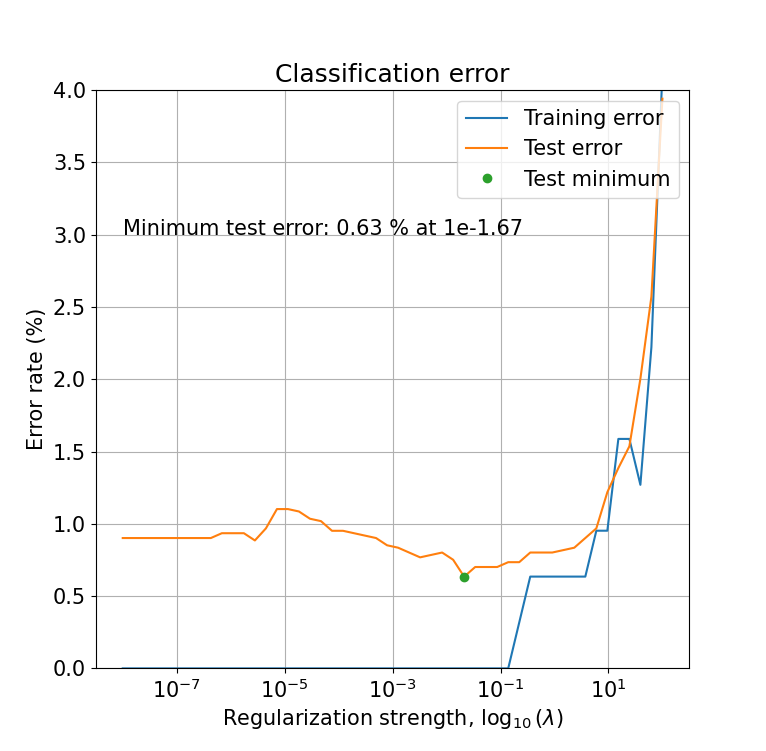 Classification error
4.0
3.5
3.0
2.5
2.0
1.5
1.0
0.5
0.0
Error rate (%)
Training error
Test error
Test minimum
Minimum test error: 0.63 % at 1e-1.67
10⁻⁷ 10⁻⁵ 10⁻³ 10⁻¹ 10¹
Regularization strength, log₁₀(λ)